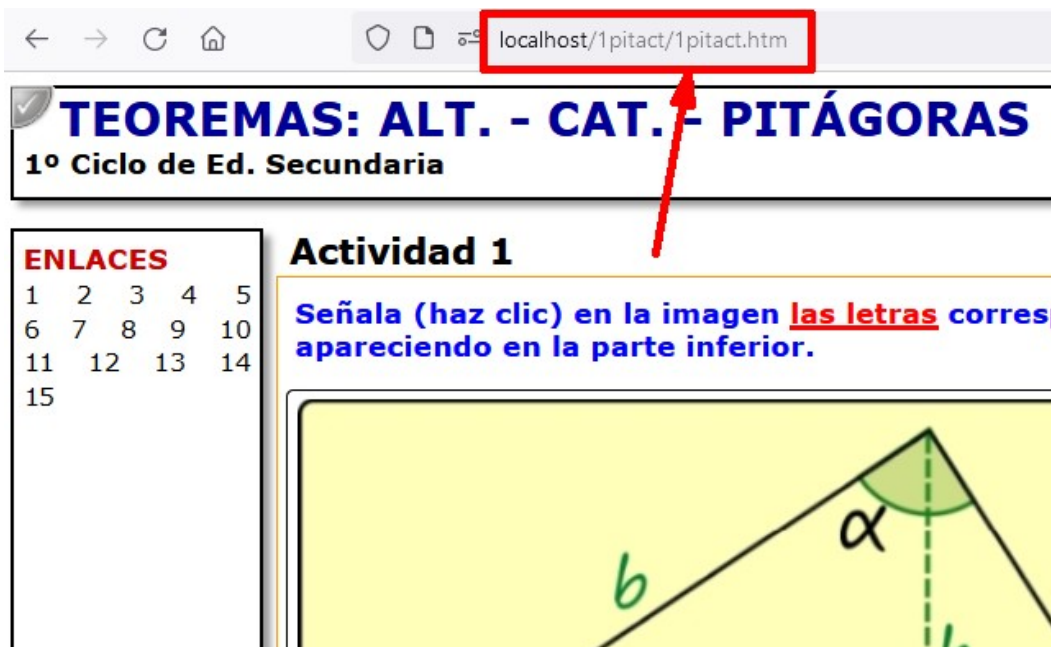 localhost/1pitact/1pitact.htm
TEOREMAS: ALT. - CAT. - PITÁGORAS
1º Ciclo de Ed. Secundaria
ENLACES
1 2 3 4 5
6 7 8 9 10
11 12 13 14
15
Actividad 1
Señala (haz clic) en la imagen las letras
apareciendo en la parte inferior.
α
b